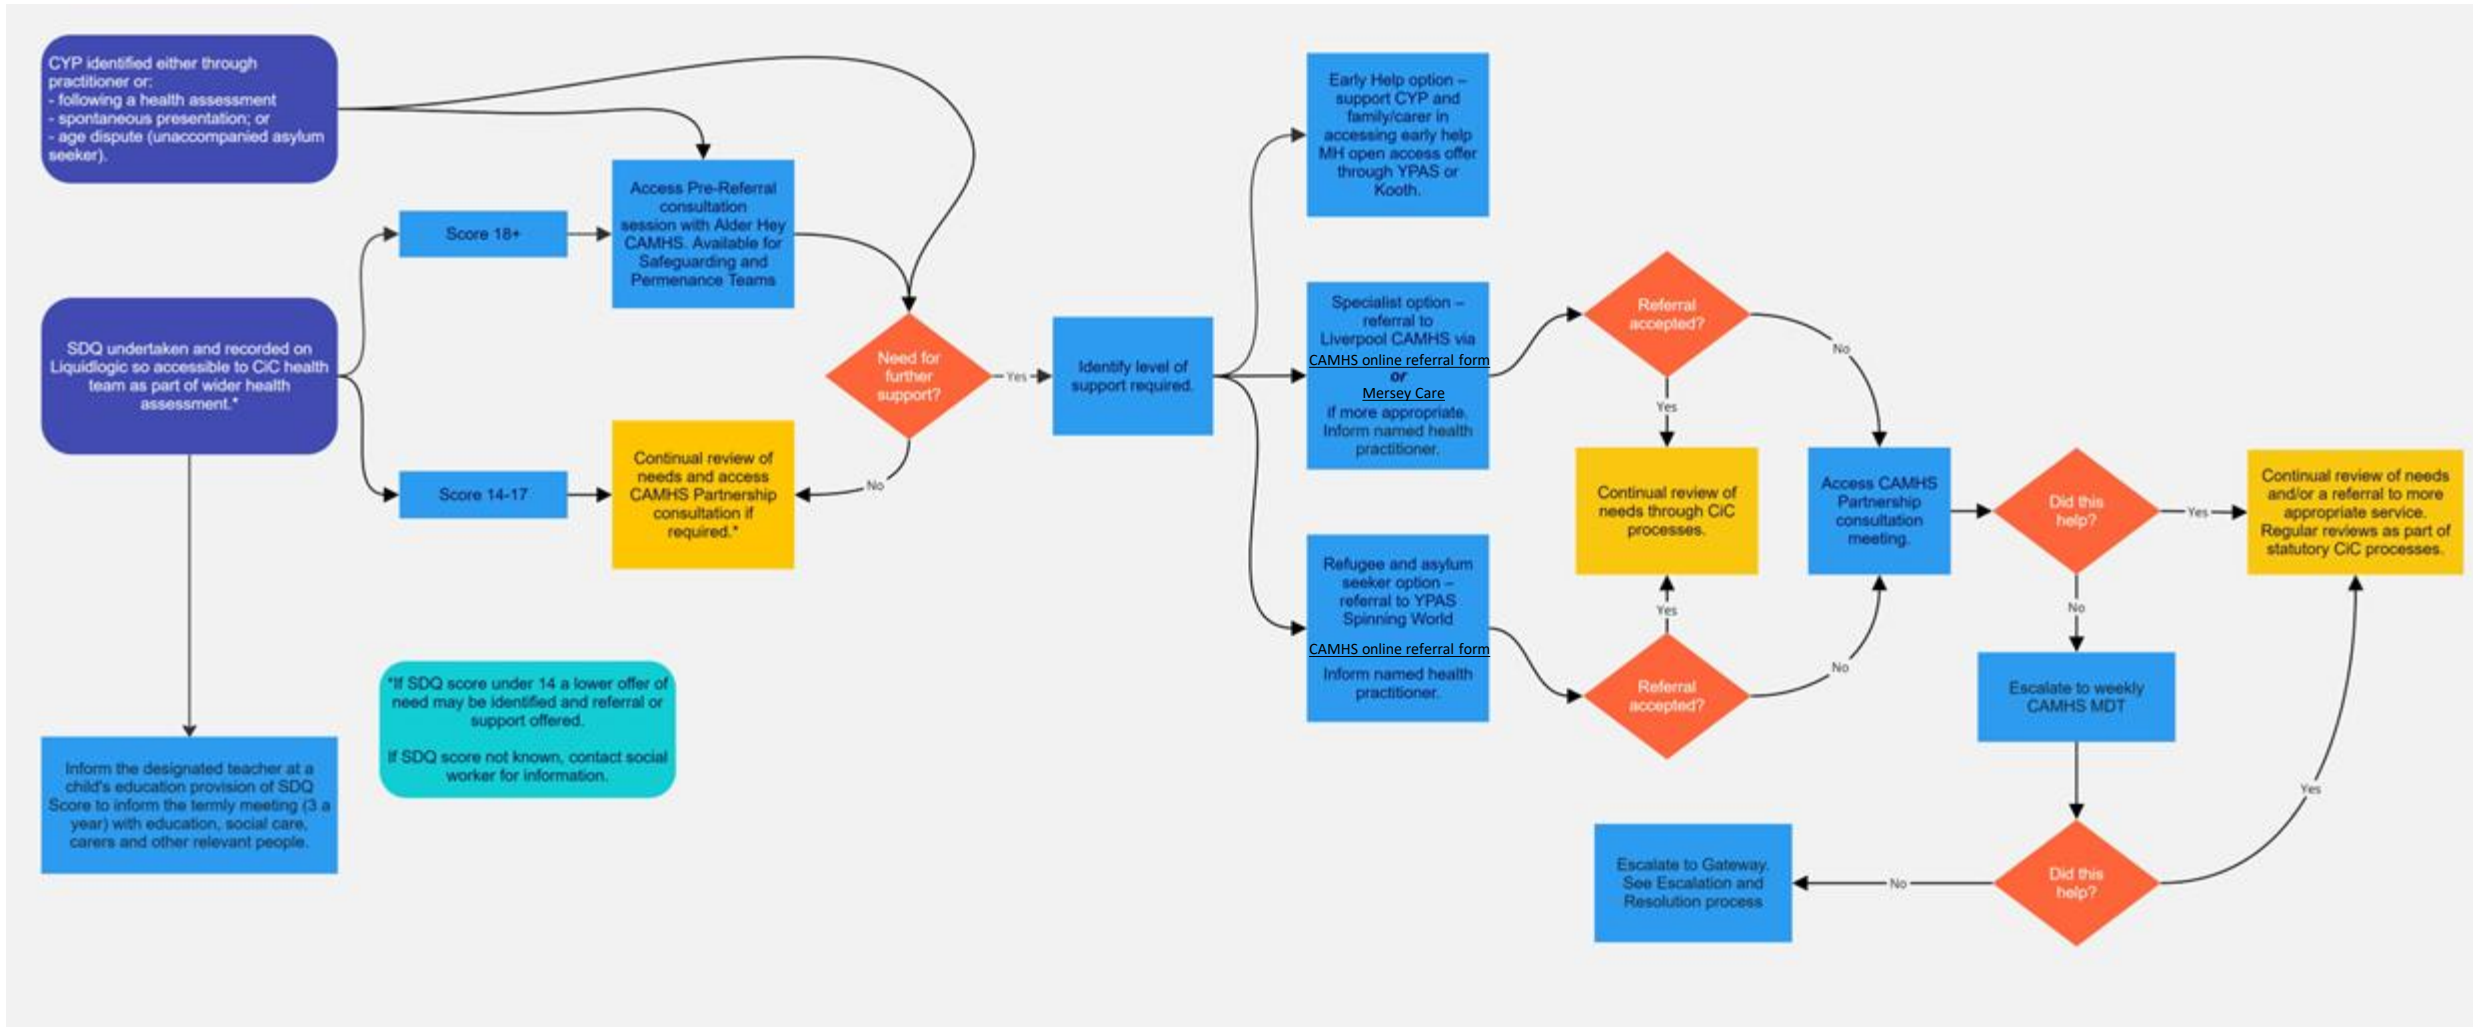 CYP identified either through
practitioner or:
- following a health assessment
- spontaneous presentation; or
- age dispute (unaccompanied asylum
seeker).
SDQ undertaken and recorded on
Liquidlogic so accessible to CiC health
team as part of wider health
assessment.*
Inform the designated teacher at a
child's education provision of SDQ
Score to inform the termly meeting (3 a
year) with education, social care,
carers and other relevant people.
Score 18+
Score 14-17
*If SDQ score under 14 a lower offer of
need may be identified and referral or
support offered.
If SDQ score not known, contact social
worker for information.
Access Pre-Referral
consultation
session with Alder Hey
CAMHS. Available for
Safeguarding and
Permenance Teams
Continual review of
needs and access
CAMHS Partnership
consultation if
required.*
Need for
further
support?
No
Yes
Identify level of
support required.
Early Help option –
support CYP and
family/carer in
accessing early help
MH open access offer
through YPAS or
Kooth.
Specialist option –
referral to
Liverpool CAMHS via
CAMHS online referral form
or
Mersey Care
if more appropriate.
Inform named health
practitioner.
Refugee and asylum
seeker option –
referral to YPAS
Spinning World
CAMHS online referral form
Inform named health
practitioner.
Referral
accepted?
No
Yes
Continual review of
needs through CiC
processes.
Yes
Referral
accepted?
No
Access CAMHS
Partnership
consultation
meeting.
Did this
help?
Yes
Continual review of needs
and/or a referral to more
appropriate service.
Regular reviews as part of
statutory CiC processes.
No
Escalate to weekly
CAMHS MDT
Did this
help?
Yes
No
Escalate to Gateway.
See Escalation and
Resolution process